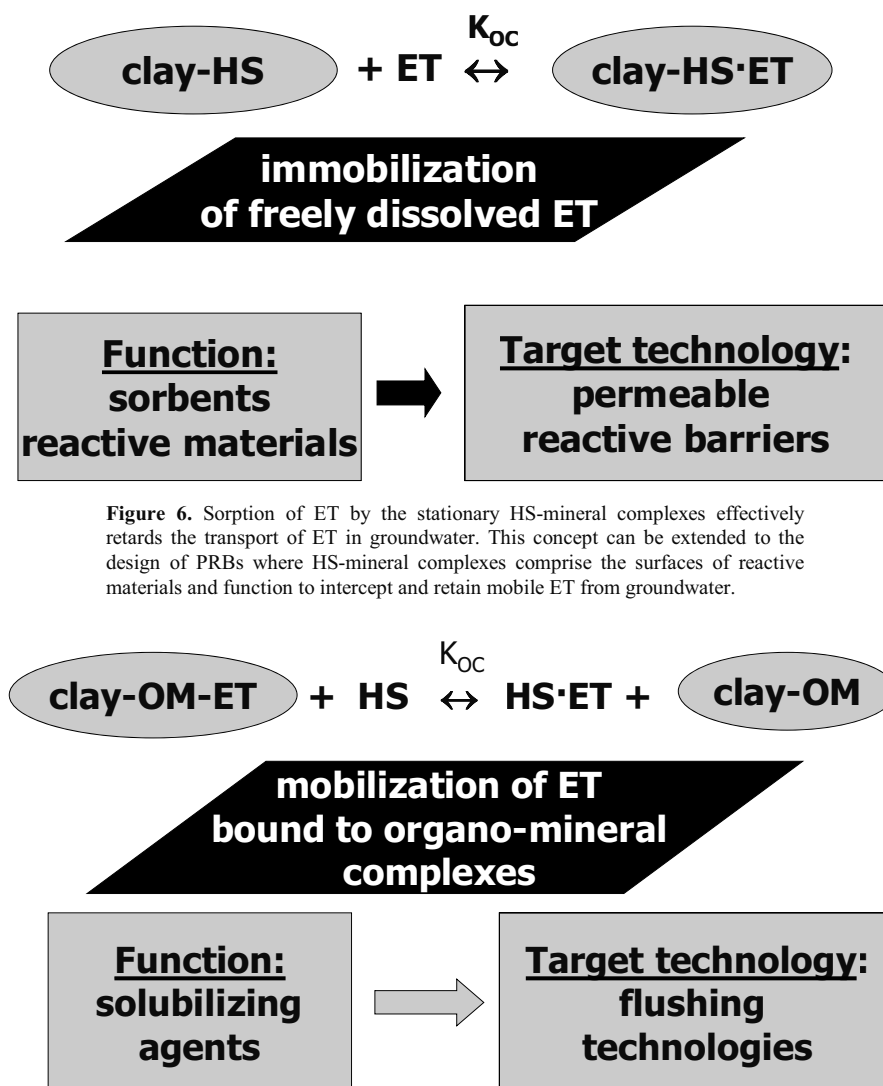 K_OC
clay-HS + ET ↔ clay-HS·ET
immobilization
of freely dissolved ET
Function:
sorbents
reactive materials
Target technology:
permeable
reactive barriers
Figure 6. Sorption of ET by the stationary HS-mineral complexes effectively
retards the transport of ET in groundwater. This concept can be extended to the
design of PRBs where HS-mineral complexes comprise the surfaces of reactive
materials and function to intercept and retain mobile ET from groundwater.
K_OC
clay-OM-ET + HS ↔ HS·ET + clay-OM
mobilization of ET
bound to organo-mineral
complexes
Function:
solubilizing
agents
Target technology:
flushing
technologies